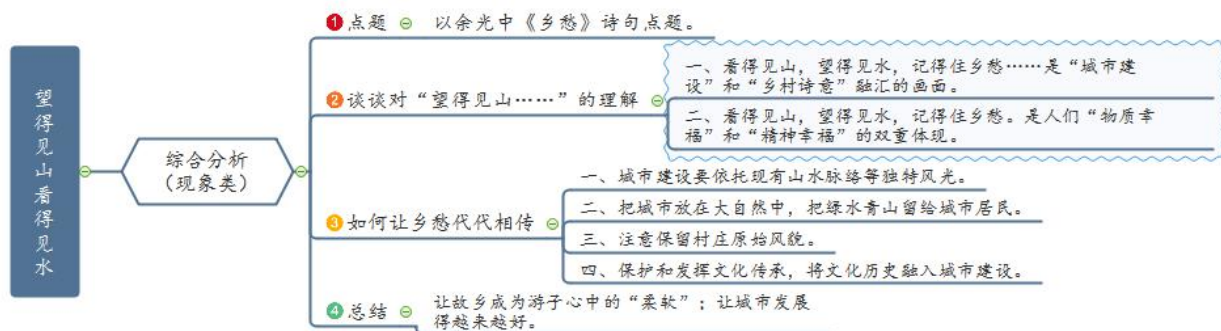 望得见山看得见水
综合分析
（现象类）
1 点题
以余光中《乡愁》诗句点题。
2 谈谈对“望得见山……”的理解
一、看得见山，望得见水，记得住乡愁……是“城市建
设”和“乡村诗意”融汇的画面。
二、看得见山，望得见水，记得住乡愁。是人们“物质幸
福”和“精神幸福”的双重体现。
3 如何让乡愁代代相传
一、城市建设要依托现有山水脉络等独特风光。
二、把城市放在大自然中，把绿水青山留给城市居民。
三、注意保留村庄原始风貌。
四、保护和发挥文化传承，将文化历史融入城市建设。
4 总结
让故乡成为游子心中的“柔软”；让城市发展
得越来越好。